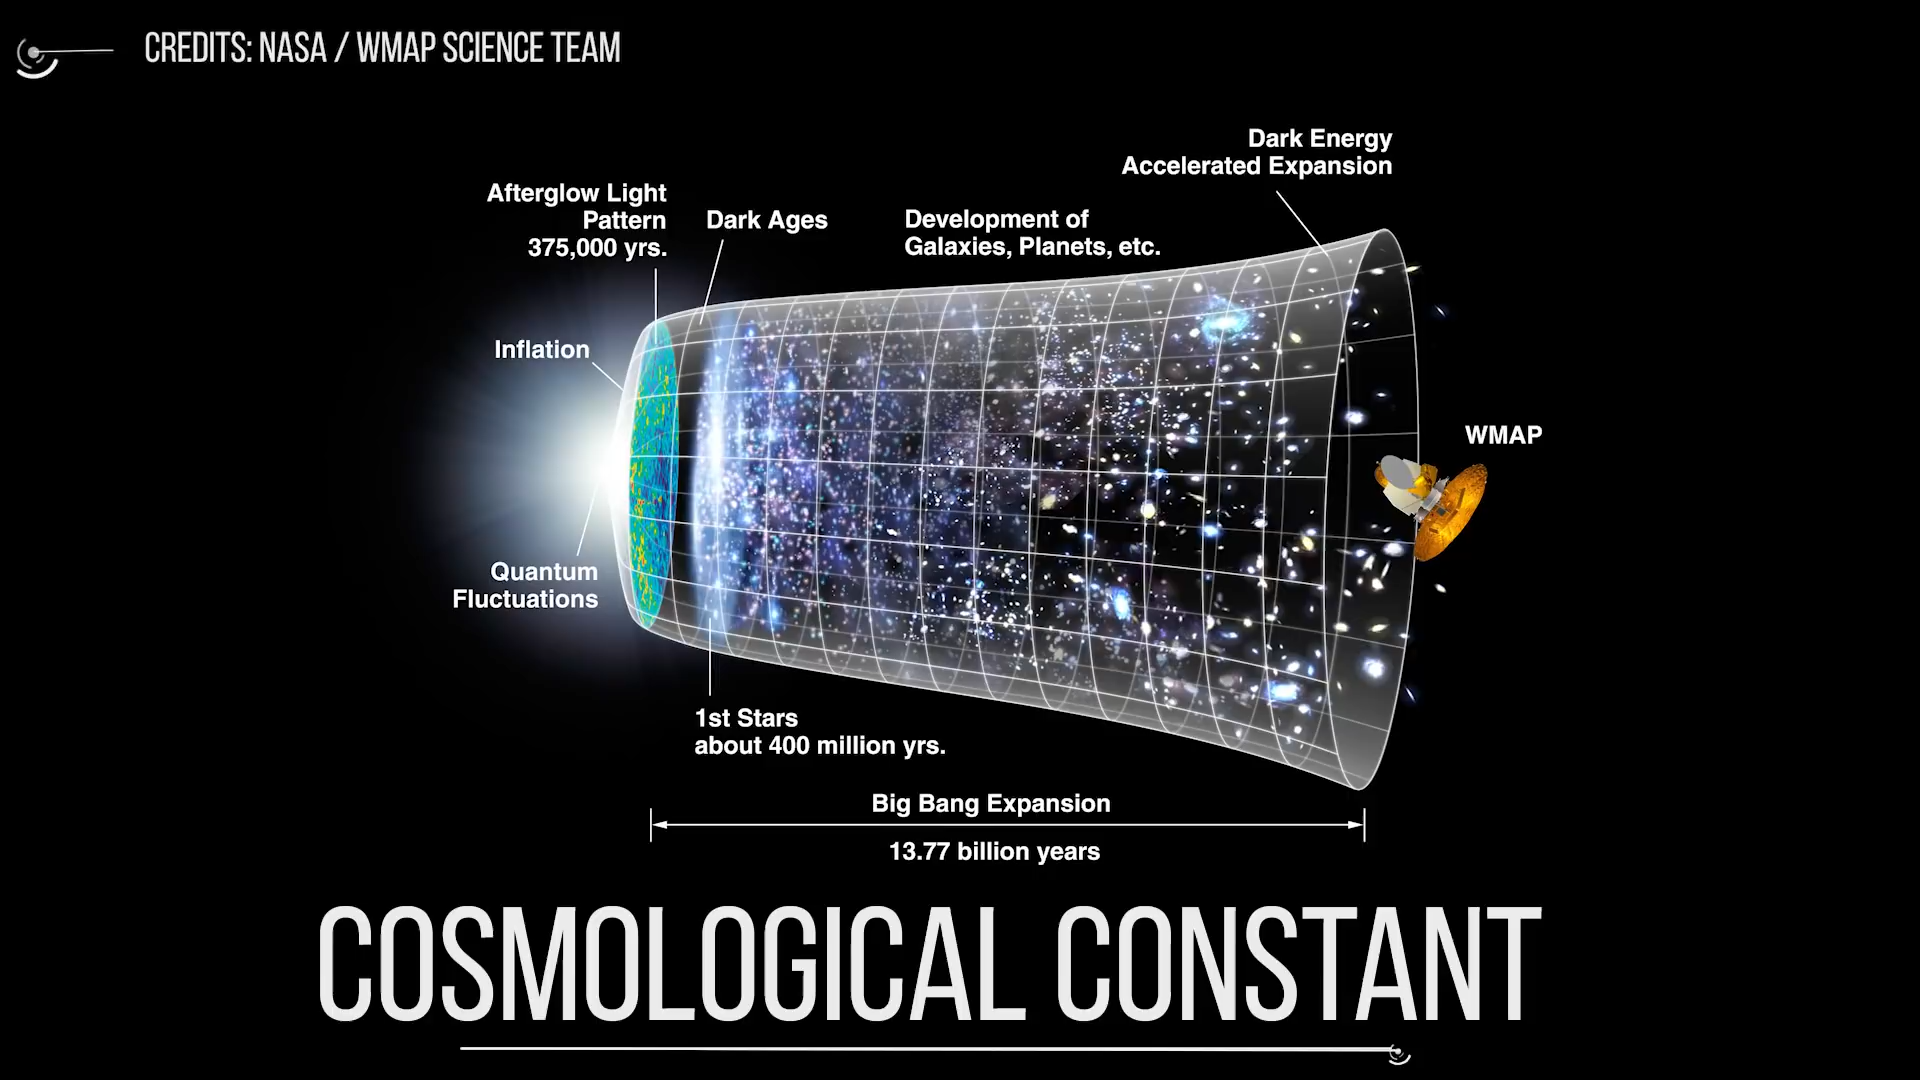 CREDITS: NASA / WMAP SCIENCE TEAM
Dark Energy
Accelerated Expansion
Afterglow Light
Pattern
375,000 yrs.
Dark Ages
Development of
Galaxies, Planets, etc.
Inflation
WMAP
Quantum
Fluctuations
1st Stars
about 400 million yrs.
Big Bang Expansion
13.77 billion years
COSMOLOGICAL CONSTANT